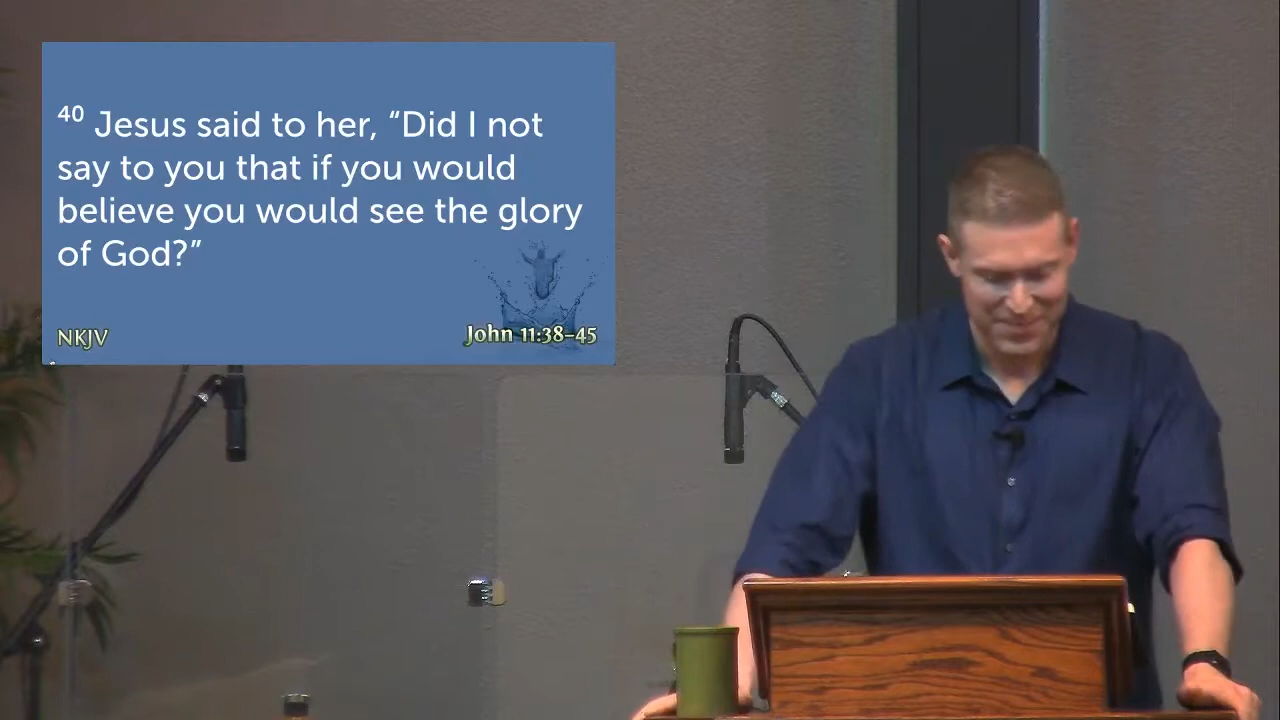 40 Jesus said to her, “Did I not
say to you that if you would
believe you would see the glory
of God?”
NKJV
John 11:38–45